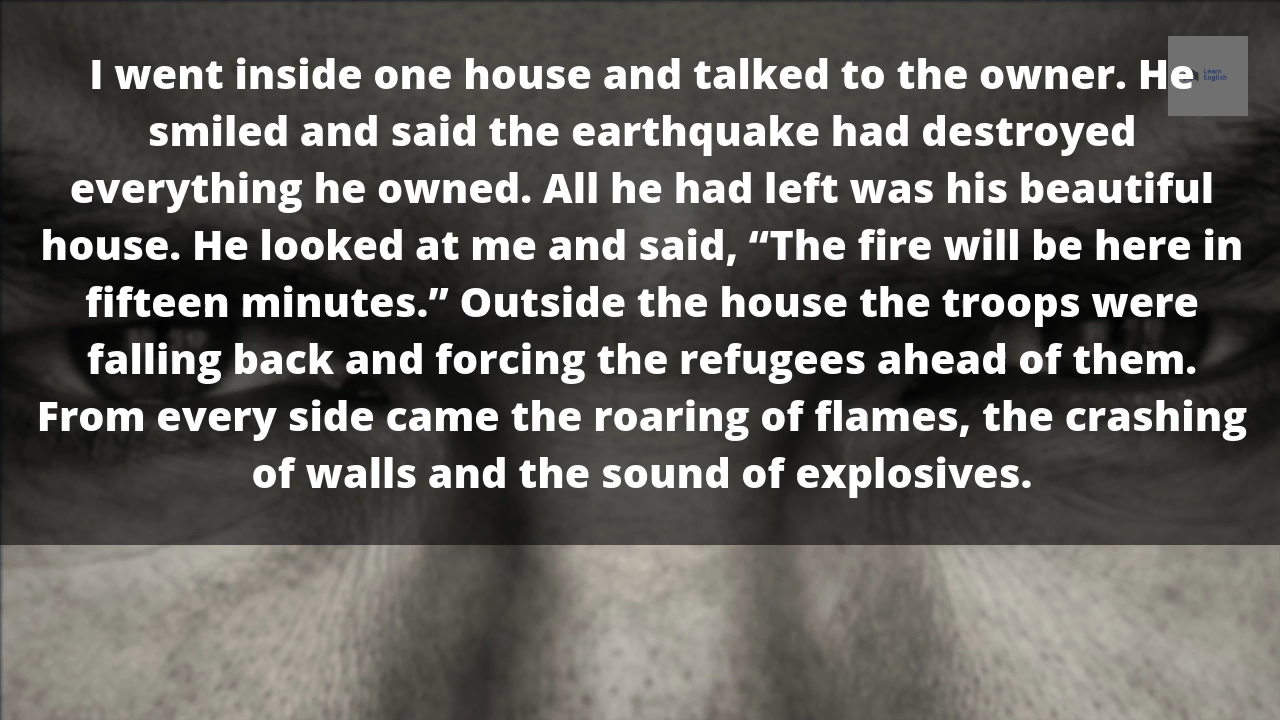 I went inside one house and talked to the owner. He
smiled and said the earthquake had destroyed
everything he owned. All he had left was his beautiful
house. He looked at me and said, “The fire will be here in
fifteen minutes.” Outside the house the troops were
falling back and forcing the refugees ahead of them.
From every side came the roaring of flames, the crashing
of walls and the sound of explosives.
Learn
English